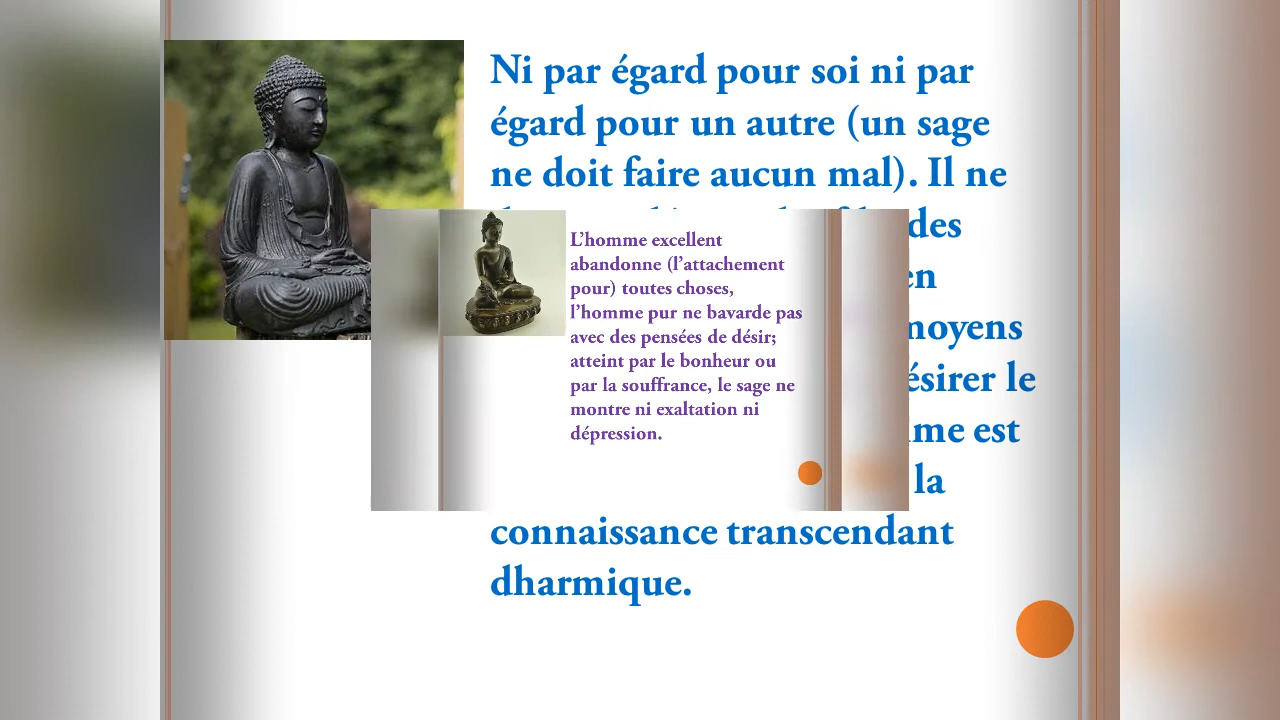 Ni par égard pour soi ni par
égard pour un autre (un sage
ne doit faire aucun mal). Il ne
des
en
moyens
désirer le
est
la
connaissance transcendant
dharmique.
L’homme excellent
abandonne (l’attachement
pour) toutes choses,
l’homme pur ne bavarde pas
avec des pensées de désir;
atteint par le bonheur ou
par la souffrance, le sage ne
montre ni exaltation ni
dépression.